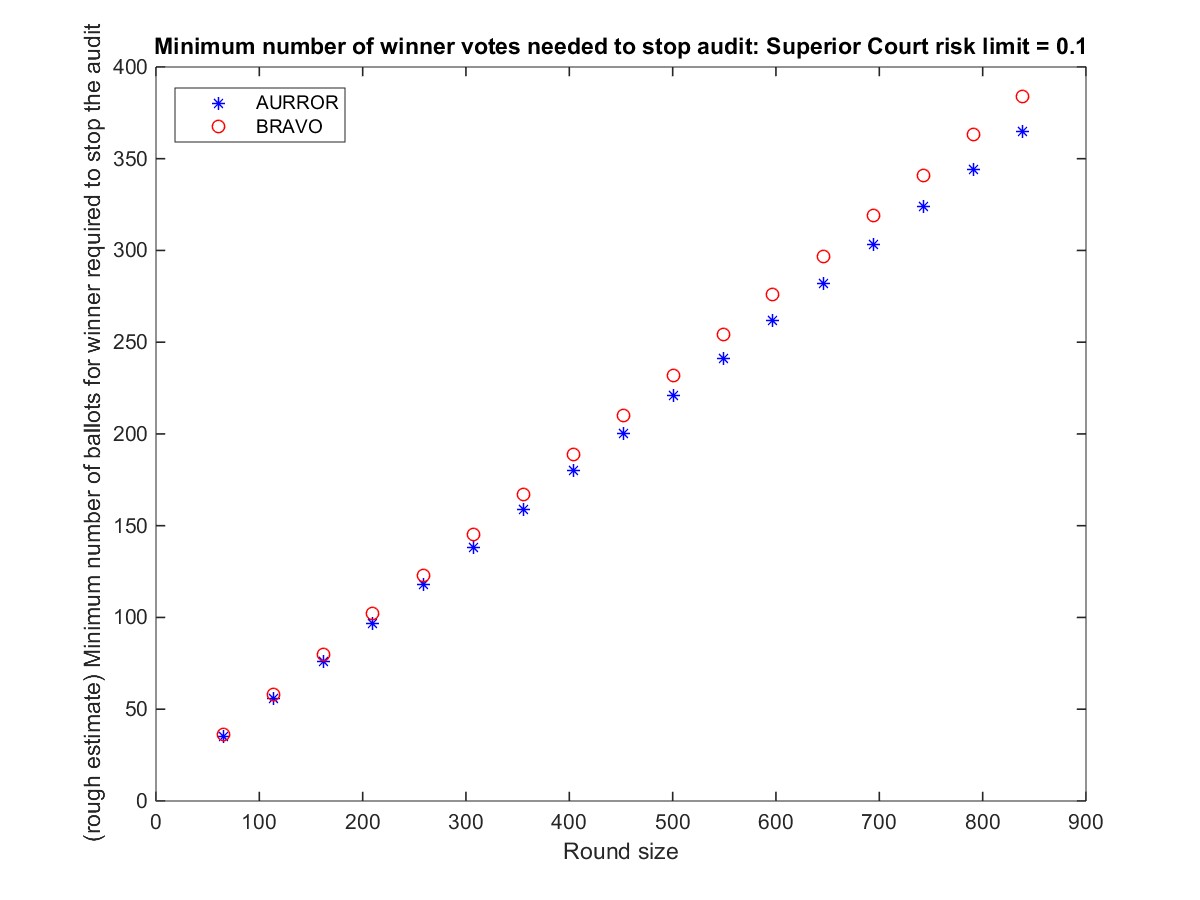 Minimum number of winner votes needed to stop audit: Superior Court risk limit = 0.1
(rough estimate) Minimum number of ballots for winner required to stop the audit
400
350
300
250
200
150
100
50
0
AURROR
BRAVO
0 100 200 300 400 500 600 700 800 900
Round size